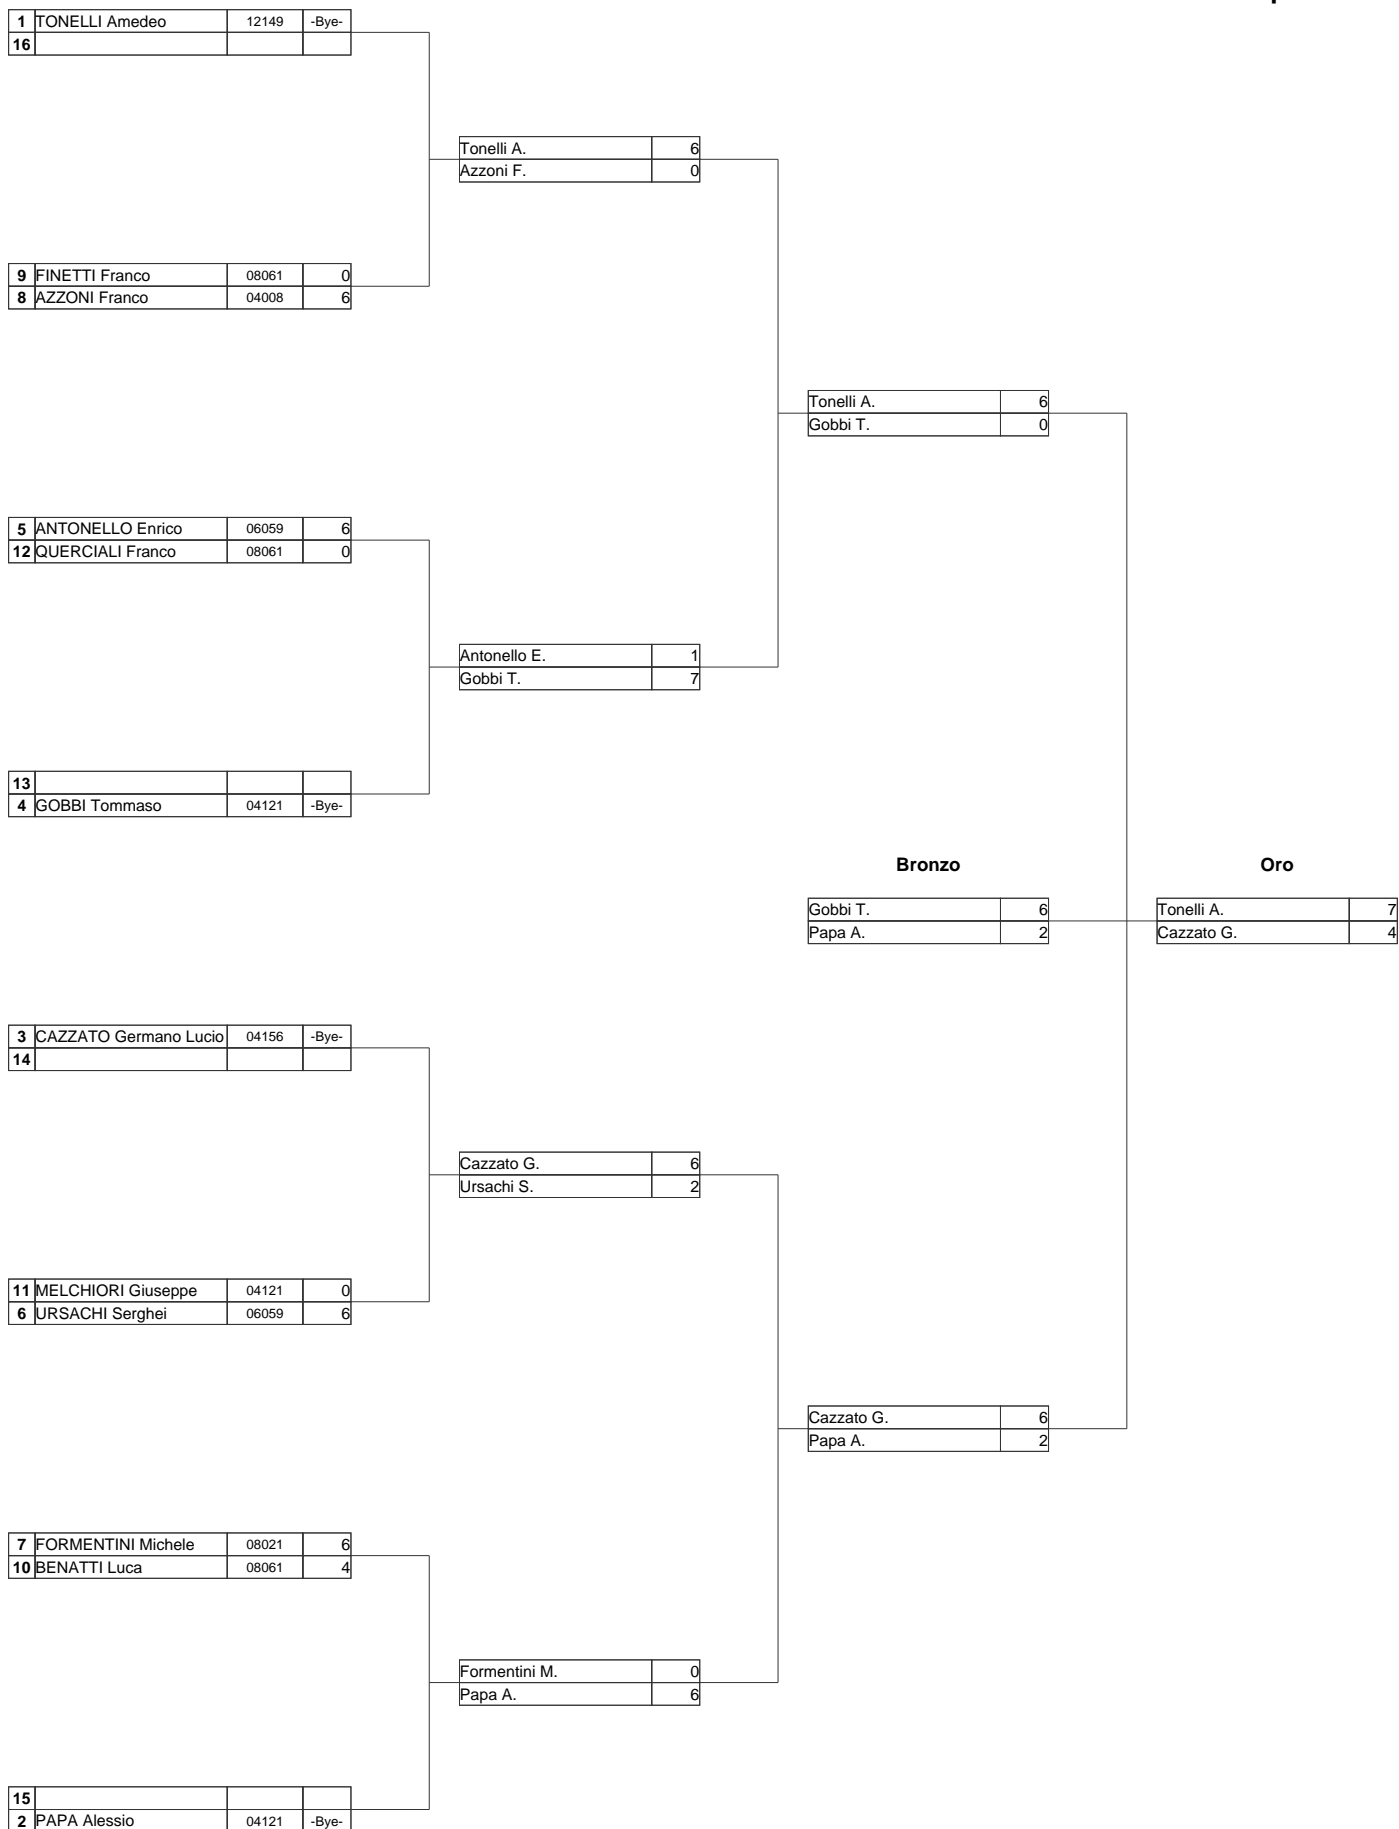 1 TONELLI Amedeo 12149 -Bye-
16
Tonelli A. 6
Azzoni F. 0
9 FINETTI Franco 08061 0
8 AZZONI Franco 04008 6
Tonelli A. 6
Gobbi T. 0
5 ANTONELLO Enrico 06059 6
12 QUERCIALI Franco 08061 0
Antonello E. 1
Gobbi T. 7
13
4 GOBBI Tommaso 04121 -Bye-
Bronzo Oro
Gobbi T. 6 Tonelli A. 7
Papa A. 2 Cazzato G. 4
3 CAZZATO Germano Lucio 04156 -Bye-
14
Cazzato G. 6
Ursachi S. 2
11 MELCHIORI Giuseppe 04121 0
6 URSACHI Serghei 06059 6
Cazzato G. 6
Papa A. 2
7 FORMENTINI Michele 08021 6
10 BENATTI Luca 08061 4
Formentini M. 0
Papa A. 6
15
2 PAPA Alessio 04121 -Bye-